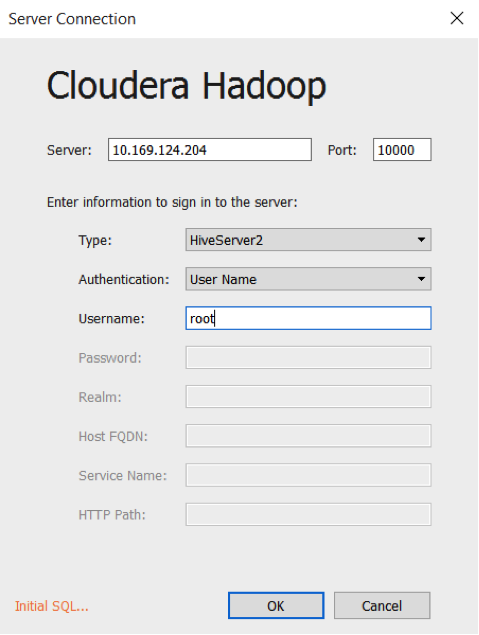 Server Connection
Cloudera Hadoop
Server: 10.169.124.204 Port: 10000
Enter information to sign in to the server:
Type: HiveServer2
Authentication: User Name
Username: root
Password:
Realm:
Host FQDN:
Service Name:
HTTP Path:
Initial SQL... OK Cancel